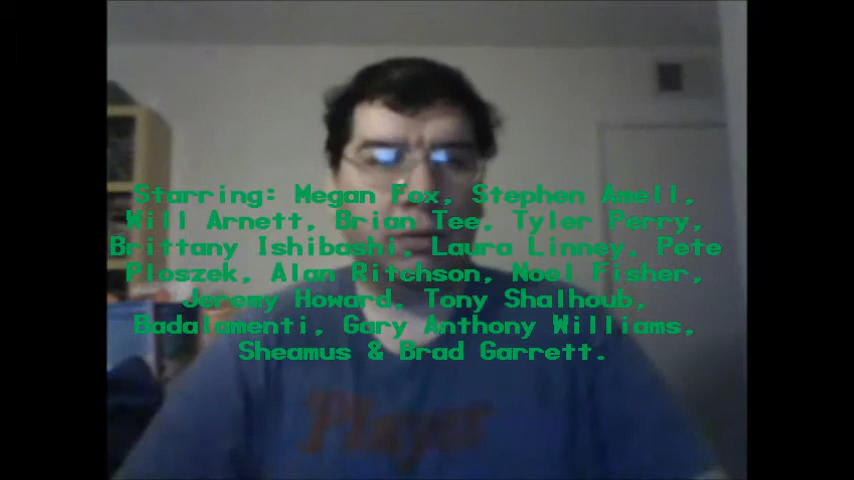 Starring: Megan Fox, Stephen Amell,
Will Arnett, Brian Tee, Tyler Perry,
Brittany Ishibashi, Laura Linney, Pete
Ploszek, Alan Ritchson, Noel Fisher,
Jeremy Howard, Tony Shalhoub,
Badalamenti, Gary Anthony Williams,
Sheamus & Brad Garrett.
Player